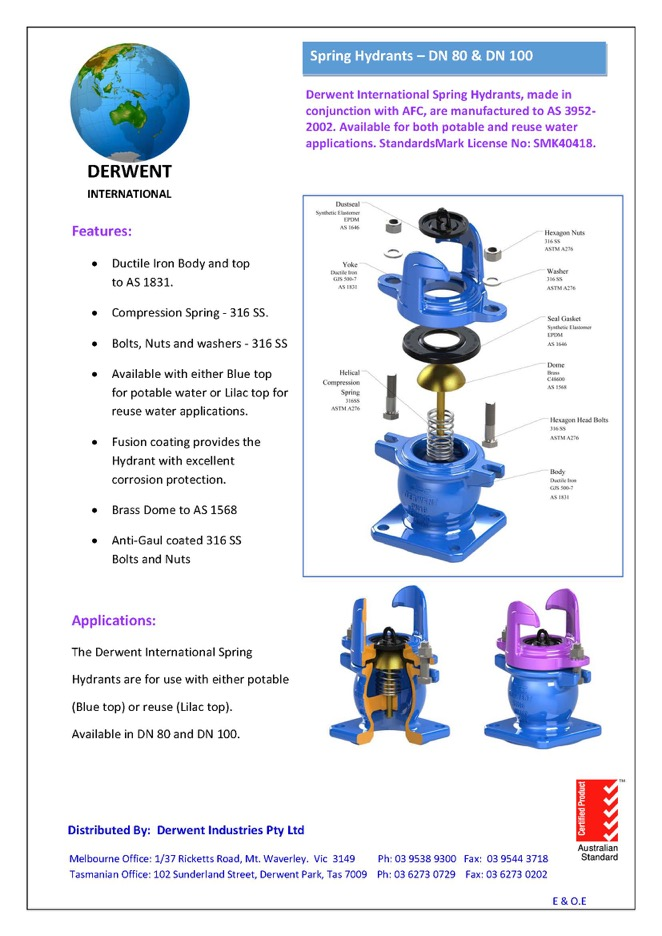 DERWENT
INTERNATIONAL
Spring Hydrants – DN 80 & DN 100
Derwent International Spring Hydrants, made in
conjunction with AFC, are manufactured to AS 3952-
2002. Available for both potable and reuse water
applications. StandardsMark License No: SMK40418.
Features:
• Ductile Iron Body and top
to AS 1831.
• Compression Spring - 316 SS.
• Bolts, Nuts and washers - 316 SS
• Available with either Blue top
for potable water or Lilac top for
reuse water applications.
• Fusion coating provides the
Hydrant with excellent
corrosion protection.
• Brass Dome to AS 1568
• Anti-Gaul coated 316 SS
Bolts and Nuts
Dustseal
Synthetic Elastomer
EPDM
AS 1646
Yoke
Ductile Iron
GJS 500-7
AS 1831
Helical
Compression
Spring
316SS
ASTM A276
Hexagon Nuts
316 SS
ASTM A276
Washer
316 SS
ASTM A276
Seal Gasket
Synthetic Elastomer
EPDM
AS 1646
Dome
Brass
C48600
AS 1568
Hexagon Head Bolts
316 SS
ASTM A276
Body
Ductile Iron
GJS 500-7
AS 1831
DERWENT
Applications:
The Derwent International Spring
Hydrants are for use with either potable
(Blue top) or reuse (Lilac top).
Available in DN 80 and DN 100.
Certified Product
TM
Australian
Standard
Distributed By: Derwent Industries Pty Ltd
Melbourne Office: 1/37 Ricketts Road, Mt. Waverley. Vic 3149 Ph: 03 9538 9300 Fax: 03 9544 3718
Tasmanian Office: 102 Sunderland Street, Derwent Park, Tas 7009 Ph: 03 6273 0729 Fax: 03 6273 0202
E & O.E